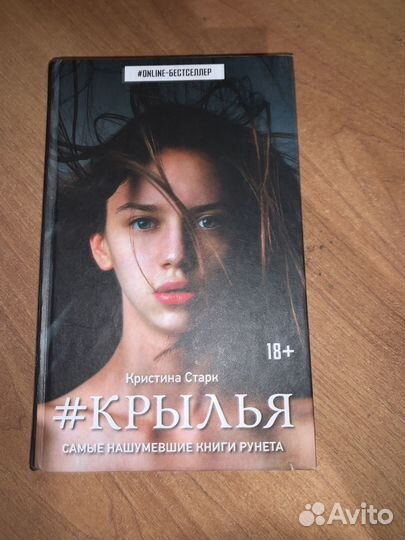 #ONLINE-БЕСТСЕЛЛЕР
18+
Кристина Старк
#КРЫЛЬЯ
САМЫЕ НАШУМЕВШИЕ КНИГИ РУНЕТА
Avito